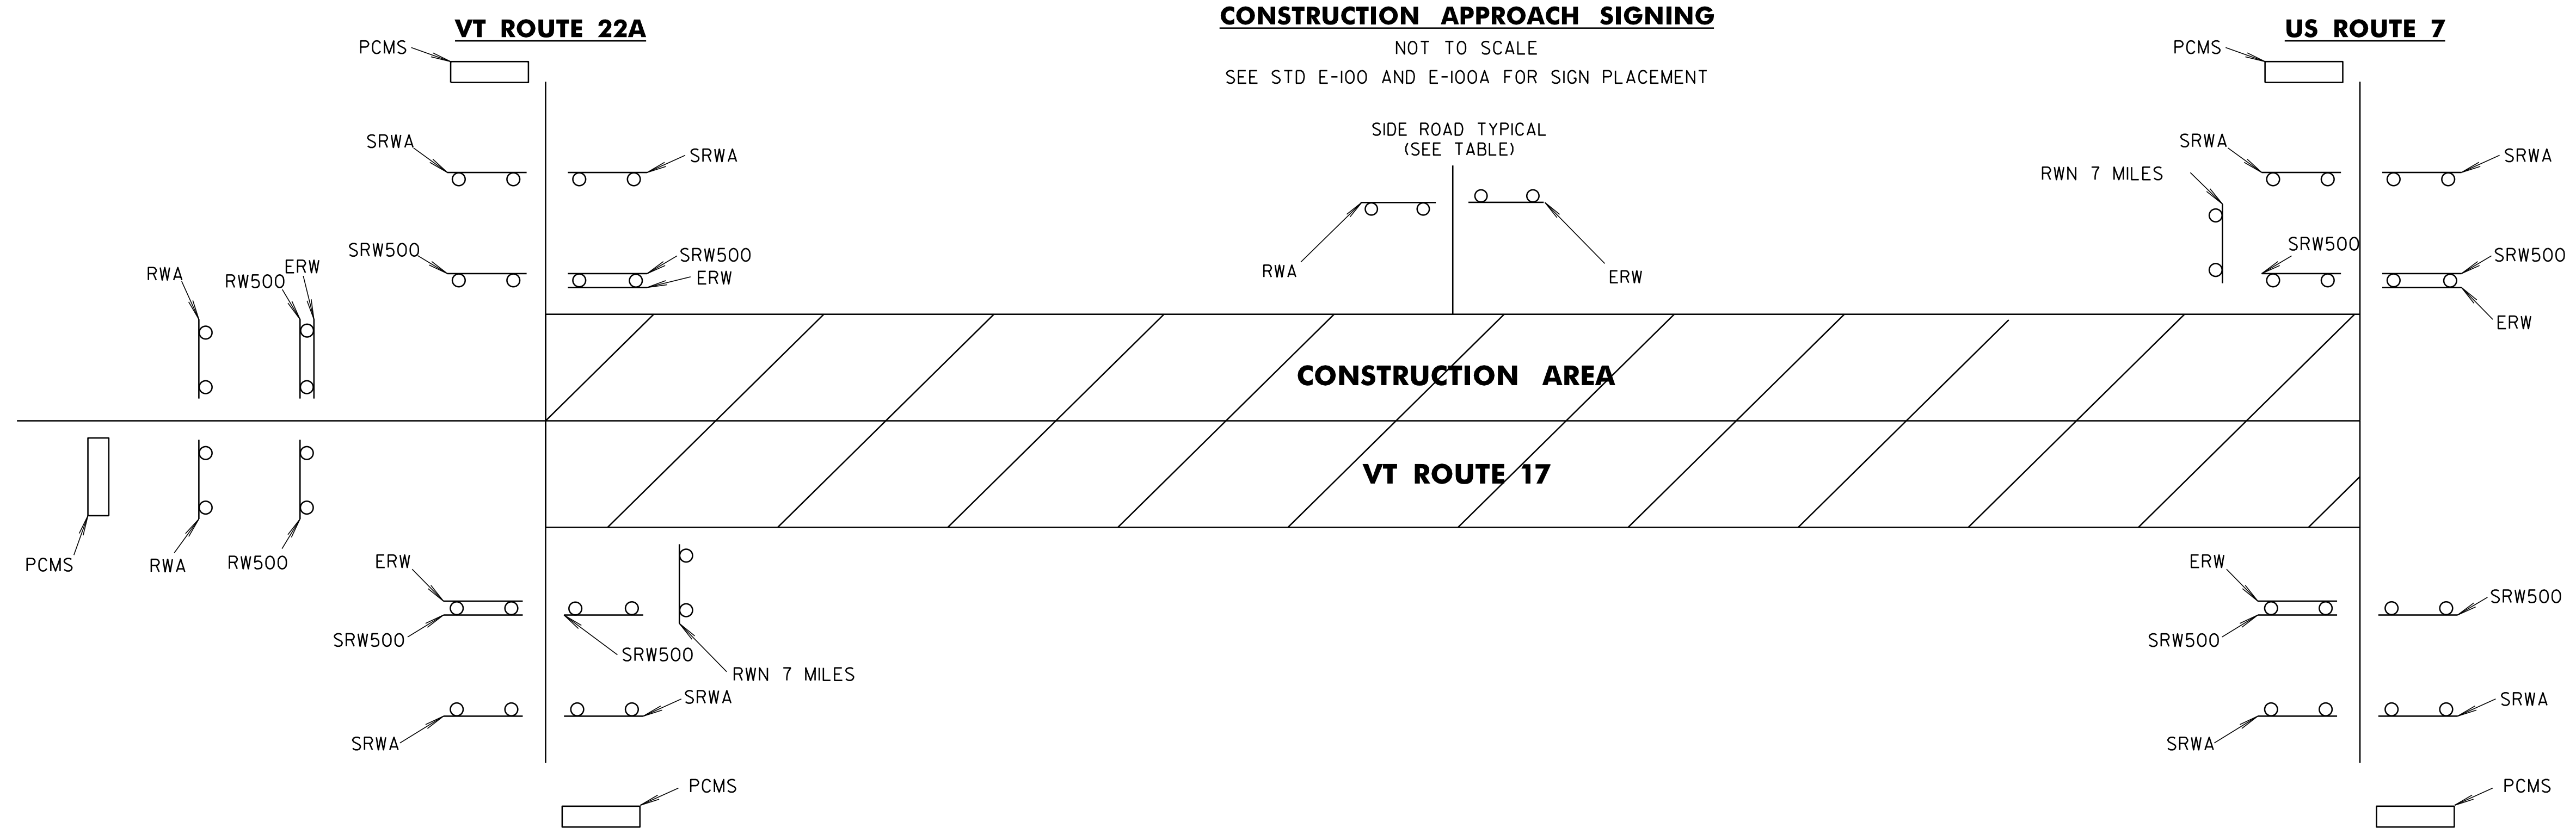 CONSTRUCTION APPROACH SIGNING
NOT TO SCALE
SEE STD E-100 AND E-100A FOR SIGN PLACEMENT
VT ROUTE 22A
US ROUTE 7
PCMS
PCMS
SIDE ROAD TYPICAL
(SEE TABLE)
SRWA
SRWA
SRWA
SRWA
RWN 7 MILES
SRW500
SRW500
ERW
SRW500
SRW500
ERW
RWA
RW500
ERW
RWA
ERW
CONSTRUCTION AREA
VT ROUTE 17
PCMS
RWA
RW500
ERW
SRW500
SRW500
RWN 7 MILES
SRWA
SRWA
ERW
SRW500
SRW500
SRWA
SRWA
PCMS
PCMS